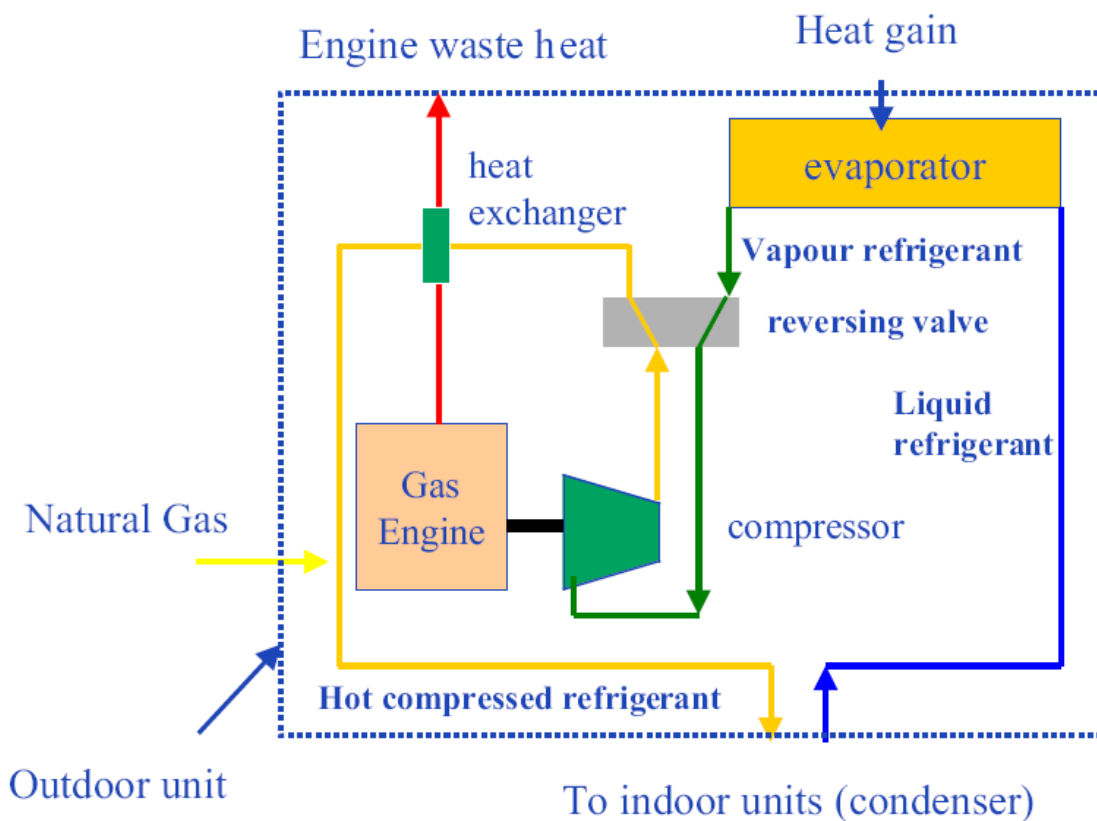 Engine waste heat
Heat gain
heat
exchanger
evaporator
Vapour refrigerant
reversing valve
Liquid
refrigerant
Gas
Engine
Natural Gas
compressor
Hot compressed refrigerant
Outdoor unit
To indoor units (condenser)